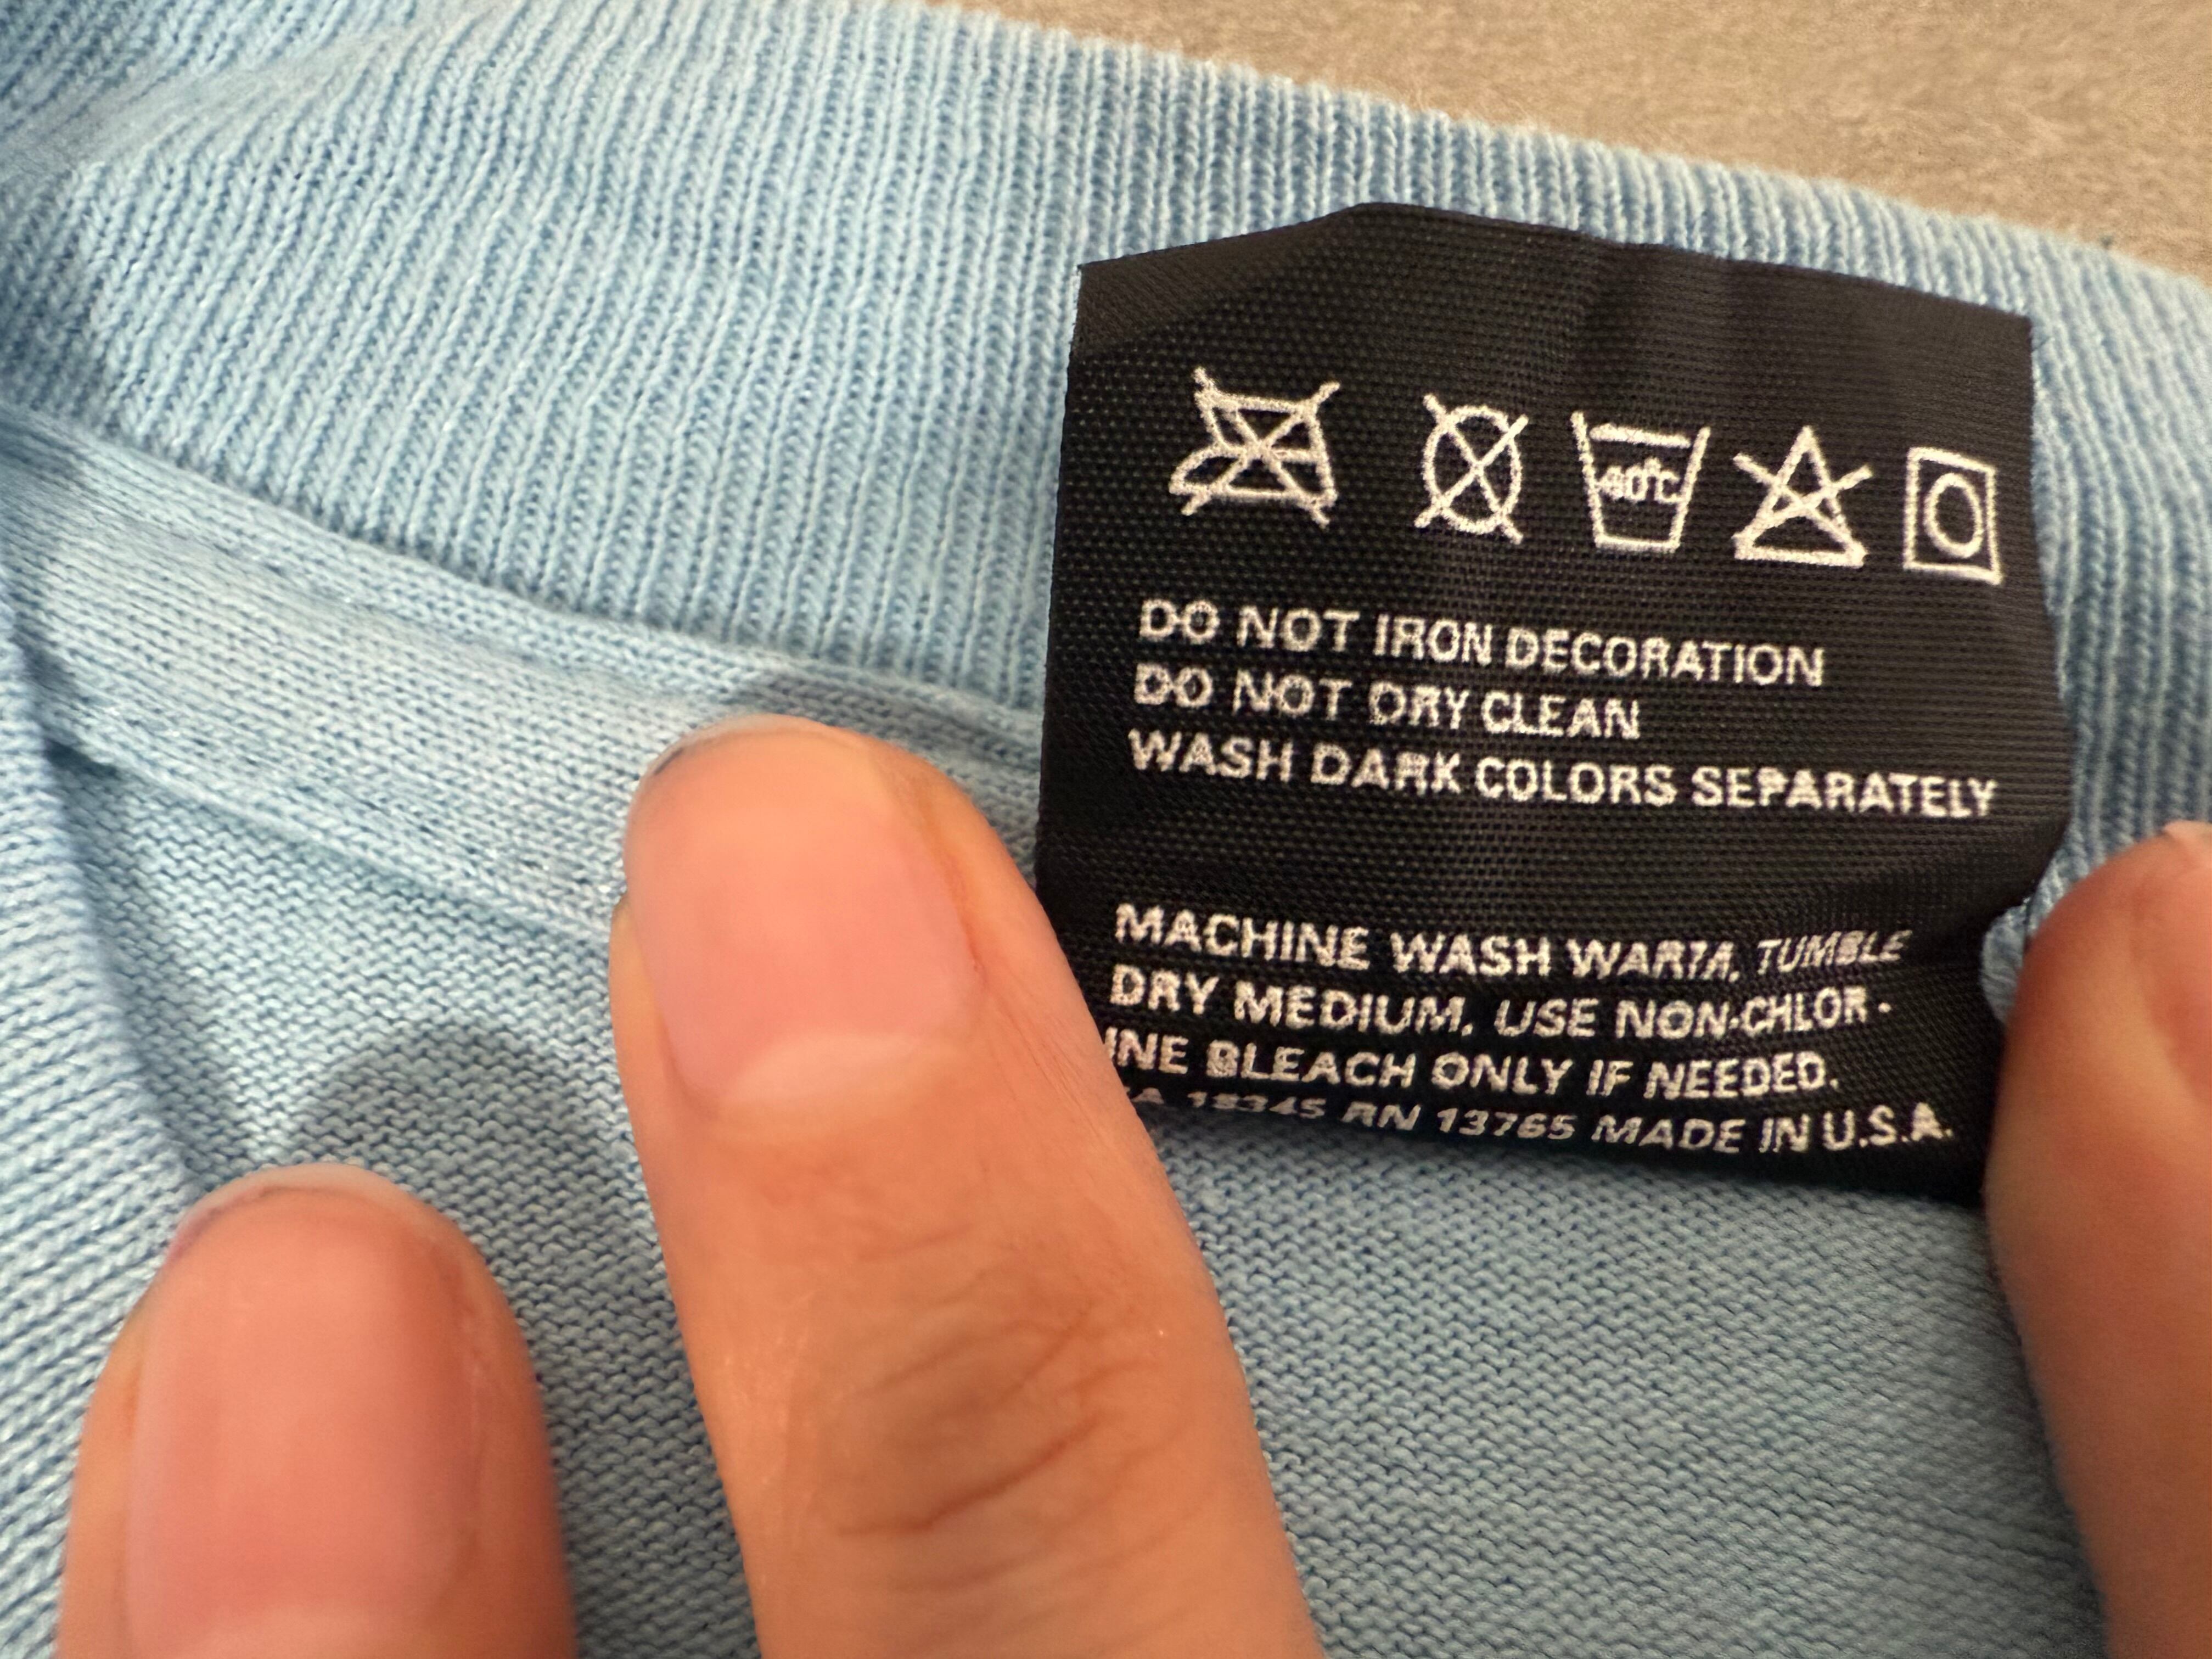 40°C
DO NOT IRON DECORATION
DO NOT DRY CLEAN
WASH DARK COLORS SEPARATELY
MACHINE WASH WARM, TUMBLE
DRY MEDIUM. USE NON-CHLOR-
INE BLEACH ONLY IF NEEDED.
RN 13765 MADE IN U.S.A.